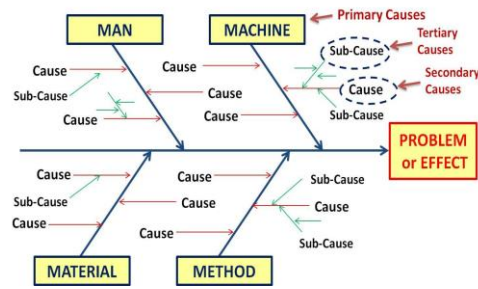 MAN
MACHINE
Primary Causes
Tertiary
Causes
Sub-Cause
Cause
Cause
Sub-Cause
Cause
Secondary
Causes
Cause
Cause
Cause
Sub-Cause
PROBLEM
or EFFECT
Cause
Cause
Sub-Cause
Sub-Cause
Cause
Cause
Cause
Cause
Sub-Cause
Cause
Cause
MATERIAL
METHOD